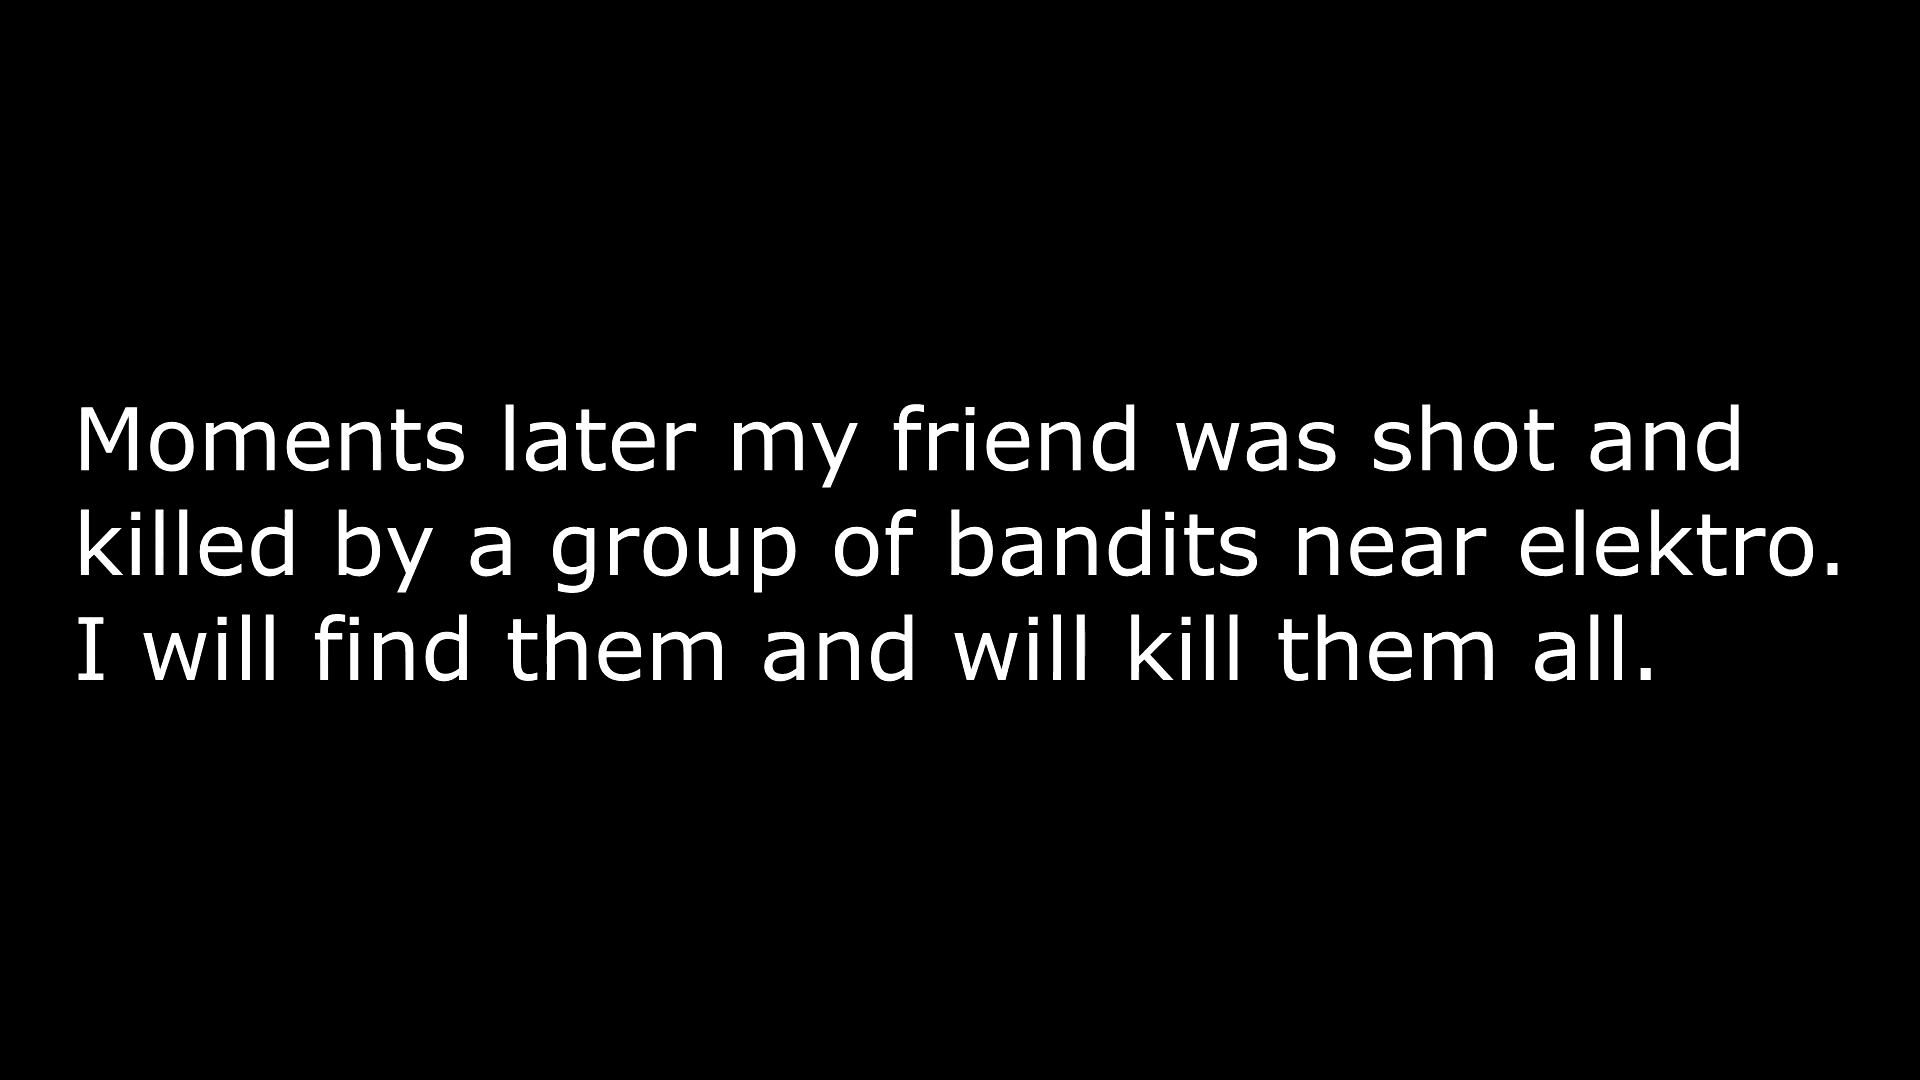 Moments later my friend was shot and
killed by a group of bandits near elektro.
I will find them and will kill them all.